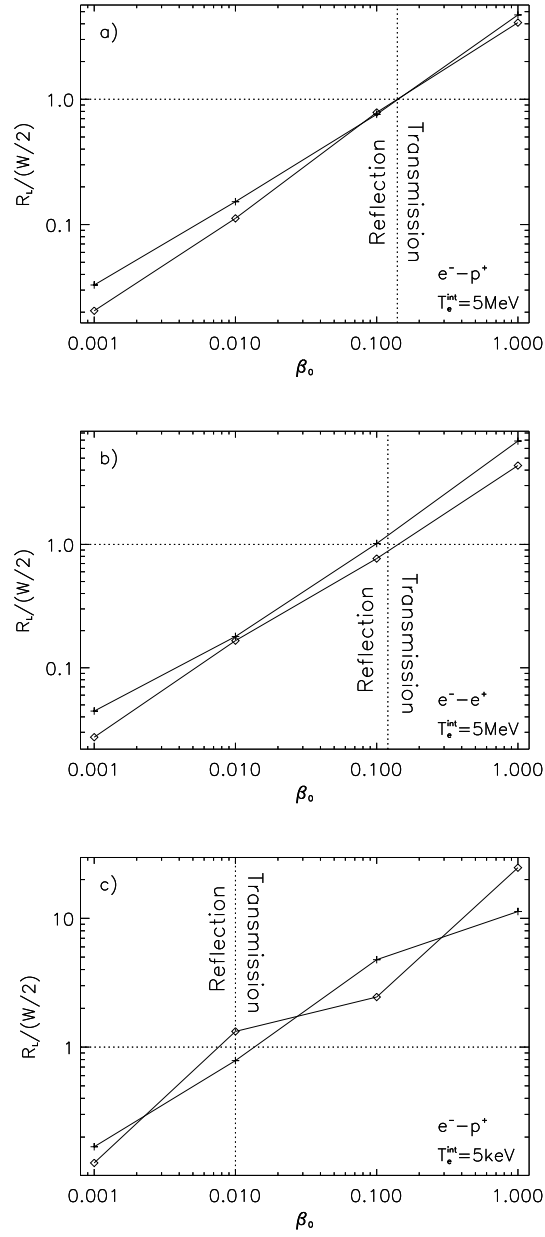 a)
1.0
0.1
R_L/(W/2)
Reflection
Transmission
e⁻−p⁺
T_e^int=5MeV
0.001 0.010 0.100 1.000
β₀
b)
1.0
0.1
R_L/(W/2)
Reflection
Transmission
e⁻−e⁺
T_e^int=5MeV
0.001 0.010 0.100 1.000
β₀
c)
10
1
R_L/(W/2)
Reflection
Transmission
e⁻−p⁺
T_e^int=5keV
0.001 0.010 0.100 1.000
β₀